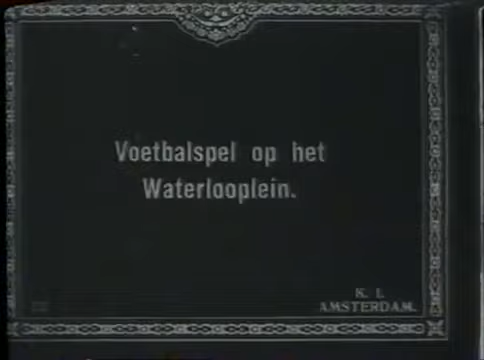 Voetbalspel op het
Waterlooplein.
K. I.
AMSTERDAM.